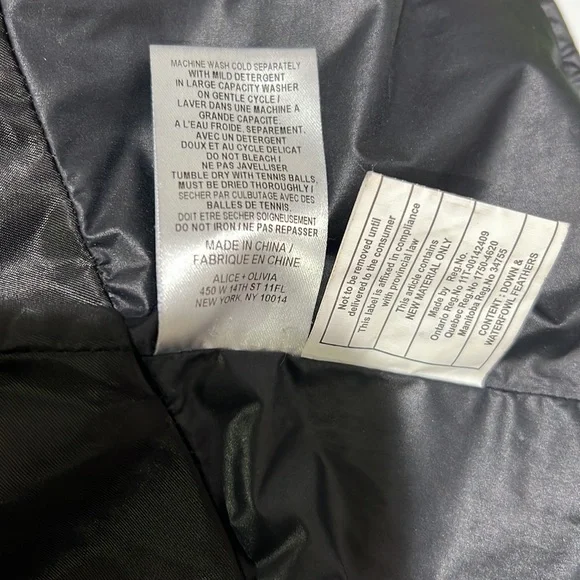 MACHINE WASH COLD SEPARATELY
WITH MILD DETERGENT
IN LARGE CAPACITY WASHER
ON GENTLE CYCLE /
LAVER DANS UNE MACHINE A
GRANDE CAPACITE
A L'EAU FROIDE, SEPAREMENT,
AVEC UN DETERGENT
DOUX ET AU CYCLE DELICAT
DO NOT BLEACH /
NE PAS JAVELLISER
TUMBLE DRY WITH TENNIS BALLS,
MUST BE DRIED THOROUGHLY /
SECHER PAR CULBUTAGE AVEC DES
BALLES DE TENNIS,
DOIT ETRE SECHER SOIGNEUSEMENT
DO NOT IRON / NE PAS REPASSER
MADE IN CHINA /
FABRIQUE EN CHINE
ALICE + OLIVIA
450 W 14TH ST 11FL
NEW YORK, NY 10014
Not to be removed until
delivered to the consumer
This label is affixed in compliance
with provincial law
This article contains
NEW MATERIAL ONLY
Made by Reg.No.
Ontario Reg.No 11T-00142409
Quebec Reg.No 1750-4620
Manitoba Reg.No 34755
CONTENT: DOWN &
WATERFOWL FEATHERS